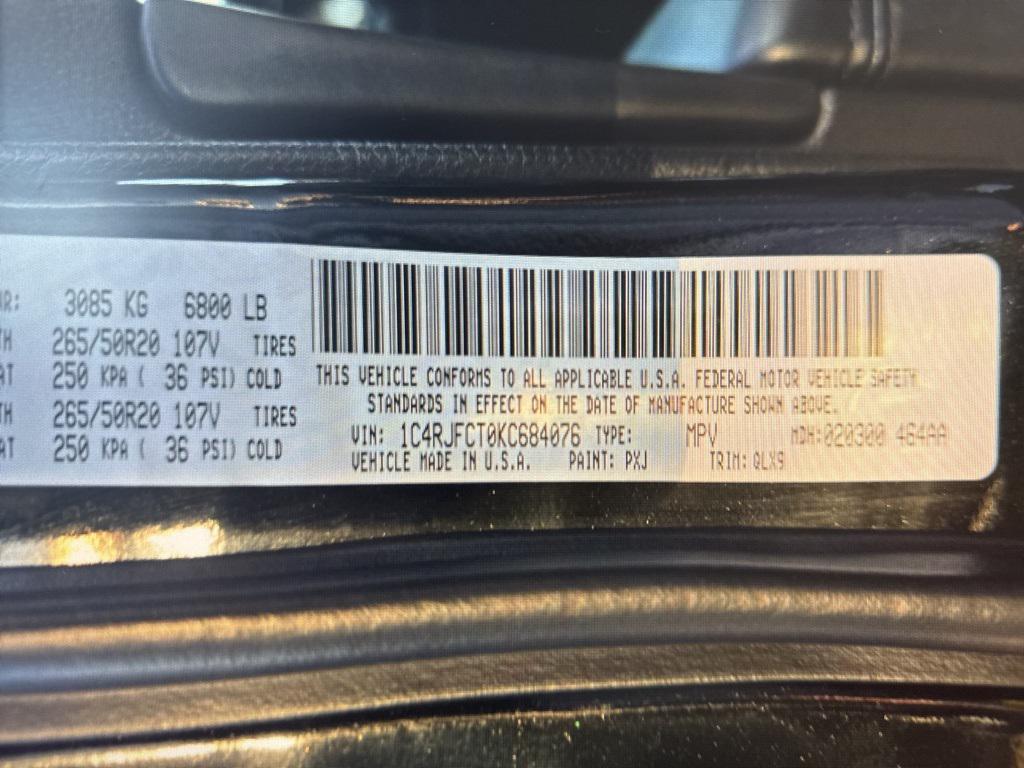 R: 3085 KG 6800 LB
TH 265/50R20 107V TIRES
AT 250 KPA ( 36 PSI) COLD
TH 265/50R20 107V TIRES
AT 250 KPA ( 36 PSI) COLD
THIS VEHICLE CONFORMS TO ALL APPLICABLE U.S.A. FEDERAL MOTOR VEHICLE SAFETY
STANDARDS IN EFFECT ON THE DATE OF MANUFACTURE SHOWN ABOVE.
VIN: 1C4RJFCT0KC684076 TYPE: MPV MDH:020300 464AA
VEHICLE MADE IN U.S.A. PAINT: PXJ TRIM: QLX9